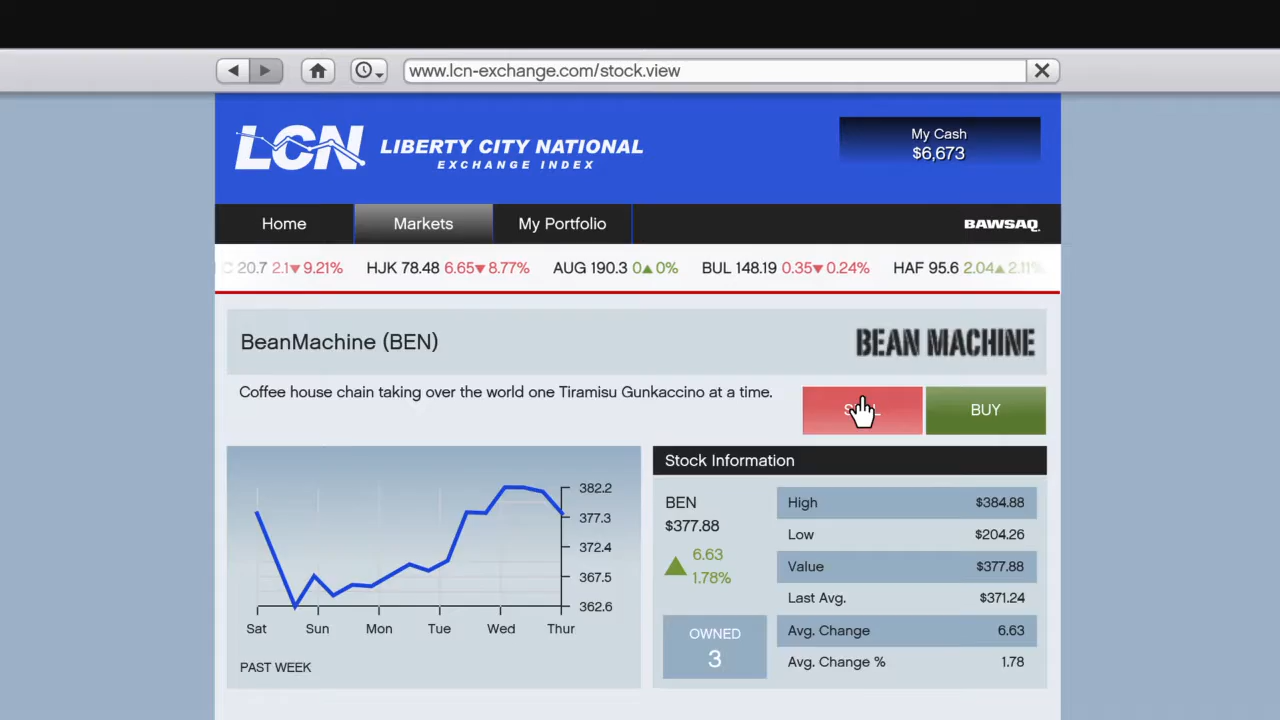 www.lcn-exchange.com/stock.view
LCN LIBERTY CITY NATIONAL
EXCHANGE INDEX
My Cash
$6,673
Home Markets My Portfolio BAWSAQ
C 20.7 2.1▼9.21% HJK 78.48 6.65▼8.77% AUG 190.3 0▲0% BUL 148.19 0.35▼0.24% HAF 95.6 2.04▲2.11%
BeanMachine (BEN) BEAN MACHINE
Coffee house chain taking over the world one Tiramisu Gunkaccino at a time.
BUY
382.2
377.3
372.4
367.5
362.6
Sat Sun Mon Tue Wed Thur
PAST WEEK
Stock Information
BEN
$377.88
6.63
1.78%
OWNED
3
High $384.88
Low $204.26
Value $377.88
Last Avg. $371.24
Avg. Change 6.63
Avg. Change % 1.78